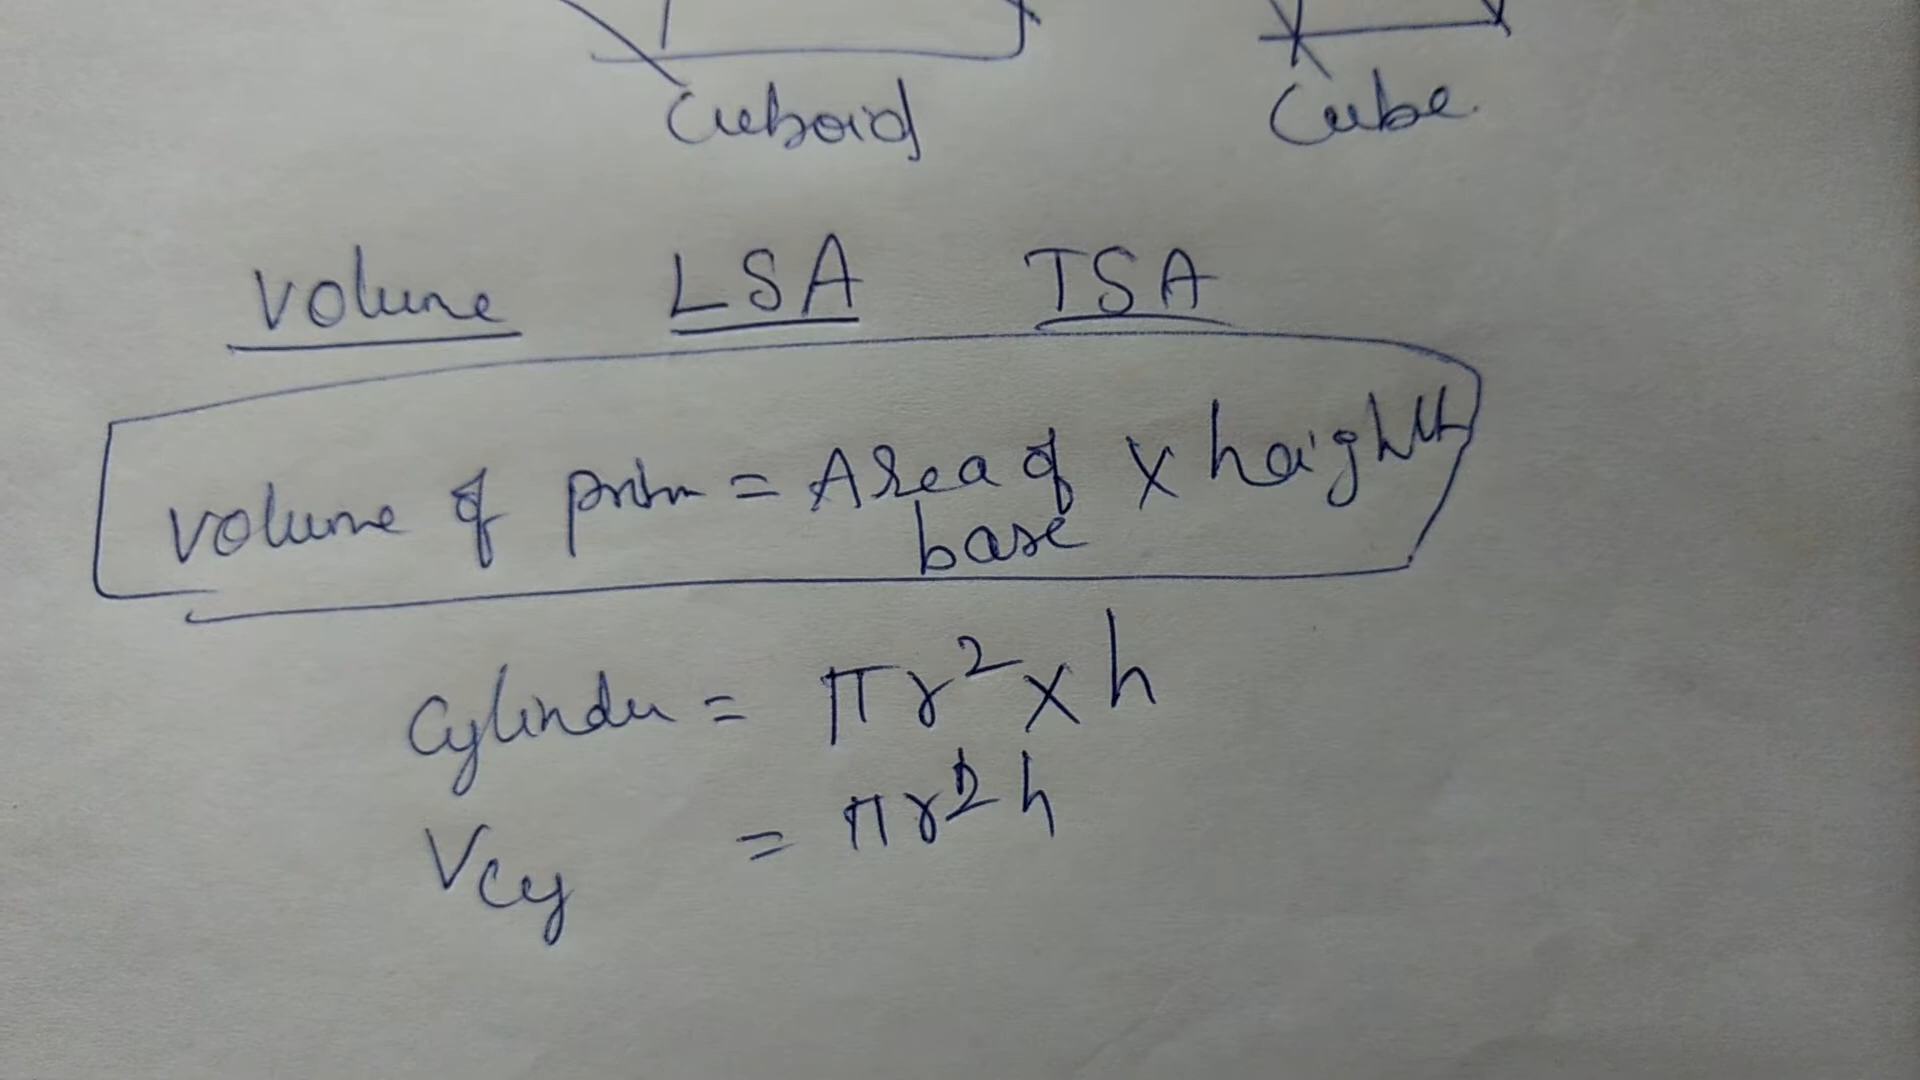 Cuboid Cube
Volume LSA TSA
Volume of prism = Area of base × height
Cylinder = πr² × h
Vcy = πr²h